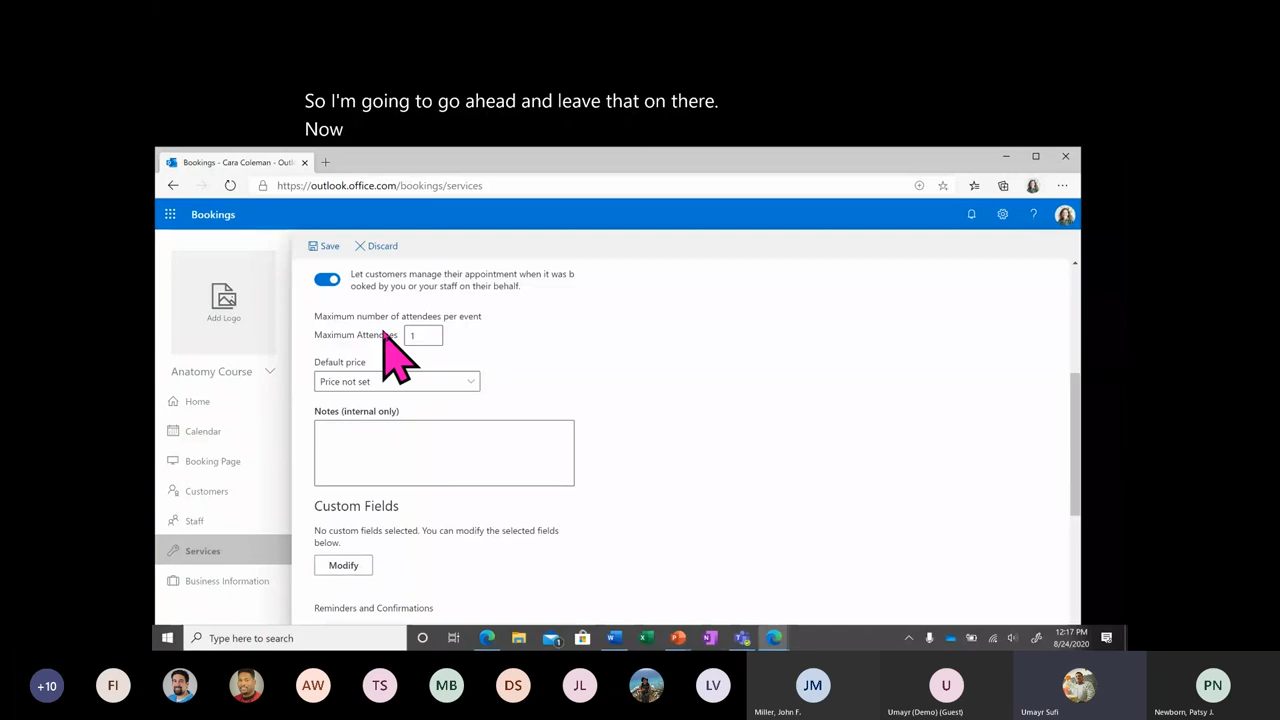 So I'm going to go ahead and leave that on there.
Now
Bookings - Cara Coleman - Outl
https://outlook.office.com/bookings/services
Bookings
Save
Discard
Add Logo
Let customers manage their appointment when it was b
ooked by you or your staff on their behalf.
Maximum number of attendees per event
Maximum Attendees
1
Default price
Price not set
Notes (internal only)
Custom Fields
No custom fields selected. You can modify the selected fields
below.
Modify
Reminders and Confirmations
Anatomy Course
Home
Calendar
Booking Page
Customers
Staff
Services
Business Information
Type here to search
12:17 PM
8/24/2020
+10
FI
AW
TS
MB
DS
JL
LV
JM
Miller, John F.
U
Umayr (Demo) (Guest)
Umayr Sufi
PN
Newborn, Patsy J.